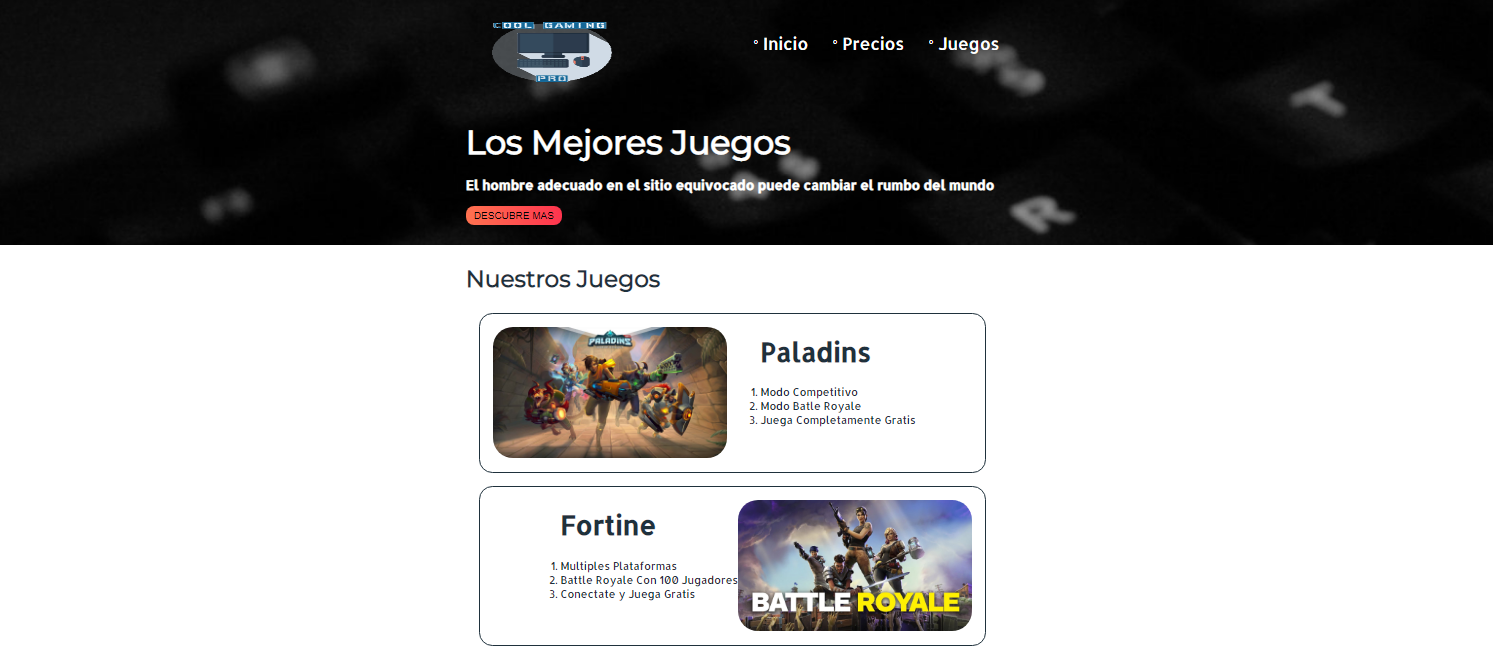 COOL GAMING
PRO
Inicio
Precios
Juegos
Los Mejores Juegos
El hombre adecuado en el sitio equivocado puede cambiar el rumbo del mundo
DESCUBRE MAS
Nuestros Juegos
PALADINS
Paladins
1. Modo Competitivo
2. Modo Batle Royale
3. Juega Completamente Gratis
Fortine
1. Multiples Plataformas
2. Battle Royale Con 100 Jugadores
3. Conectate y Juega Gratis
BATTLE ROYALE